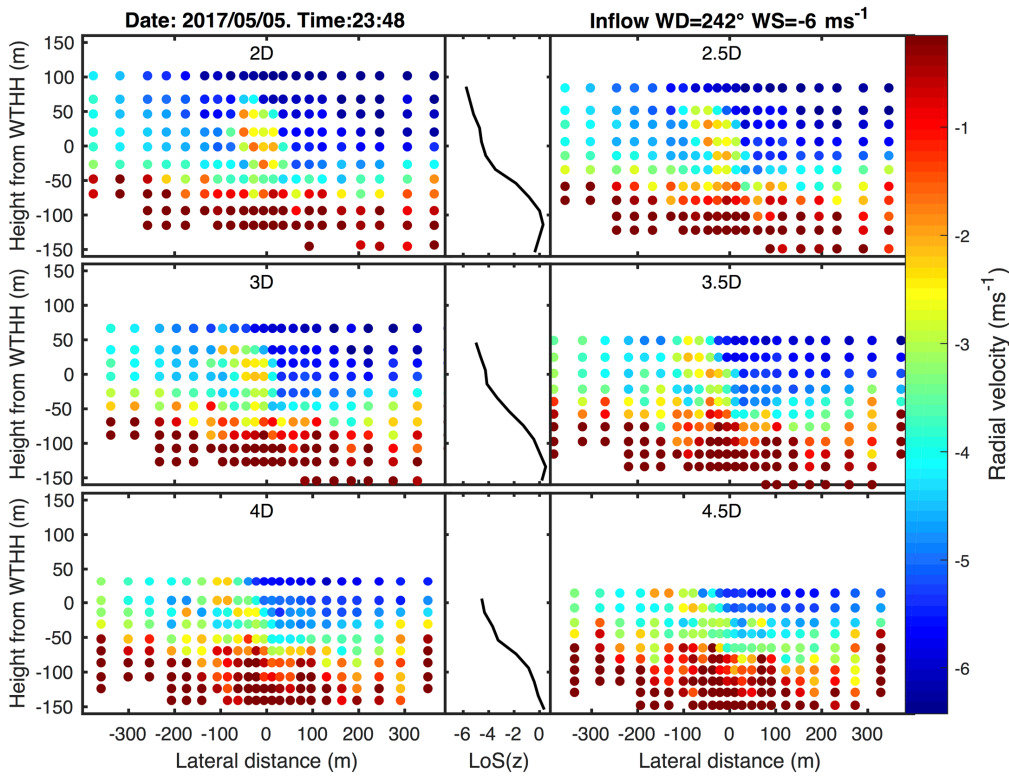 Date: 2017/05/05. Time:23:48
Inflow WD=242° WS=-6 ms⁻¹
2D
2.5D
150
100
50
0
-50
-100
-150
Height from WTHH (m)
3D
3.5D
150
100
50
0
-50
-100
-150
Height from WTHH (m)
4D
4.5D
150
100
50
0
-50
-100
-150
Height from WTHH (m)
-300 -200 -100 0 100 200 300
Lateral distance (m)
-6 -4 -2 0
LoS(z)
-300 -200 -100 0 100 200 300
Lateral distance (m)
-1
-2
-3
-4
-5
-6
Radial velocity (ms⁻¹)